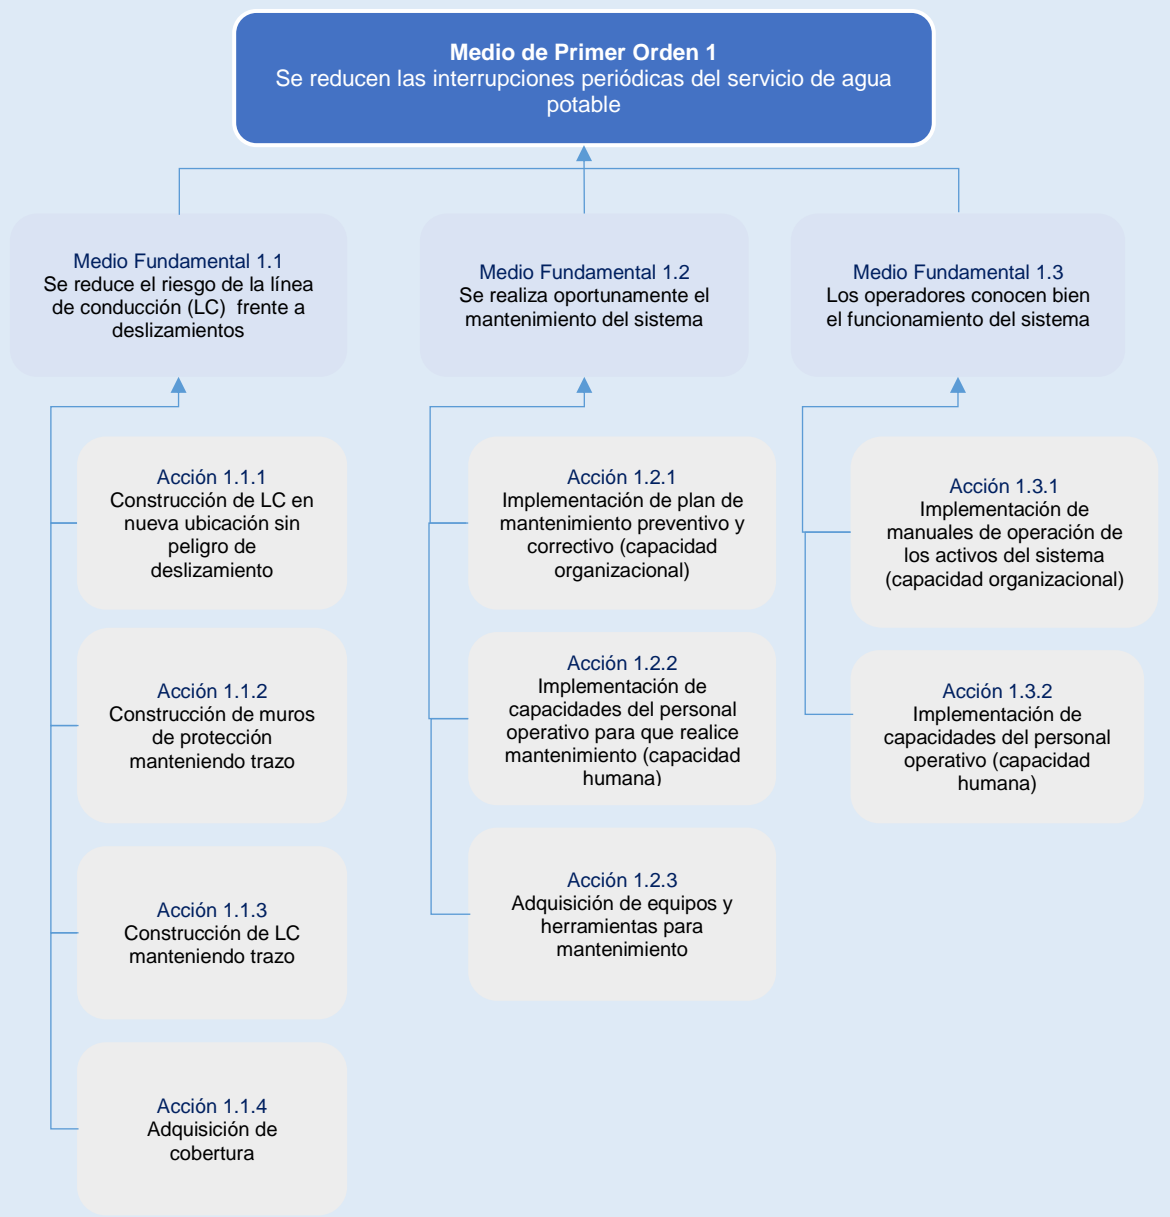 Medio de Primer Orden 1
Se reducen las interrupciones periódicas del servicio de agua
potable
Medio Fundamental 1.1
Se reduce el riesgo de la línea
de conducción (LC) frente a
deslizamientos
Medio Fundamental 1.2
Se realiza oportunamente el
mantenimiento del sistema
Medio Fundamental 1.3
Los operadores conocen bien
el funcionamiento del sistema
Acción 1.1.1
Construcción de LC en
nueva ubicación sin
peligro de
deslizamiento
Acción 1.1.2
Construcción de muros
de protección
manteniendo trazo
Acción 1.1.3
Construcción de LC
manteniendo trazo
Acción 1.1.4
Adquisición de
cobertura
Acción 1.2.1
Implementación de plan de
mantenimiento preventivo y
correctivo (capacidad
organizacional)
Acción 1.2.2
Implementación de
capacidades del personal
operativo para que realice
mantenimiento (capacidad
humana)
Acción 1.2.3
Adquisición de equipos y
herramientas para
mantenimiento
Acción 1.3.1
Implementación de
manuales de operación de
los activos del sistema
(capacidad organizacional)
Acción 1.3.2
Implementación de
capacidades del personal
operativo (capacidad
humana)